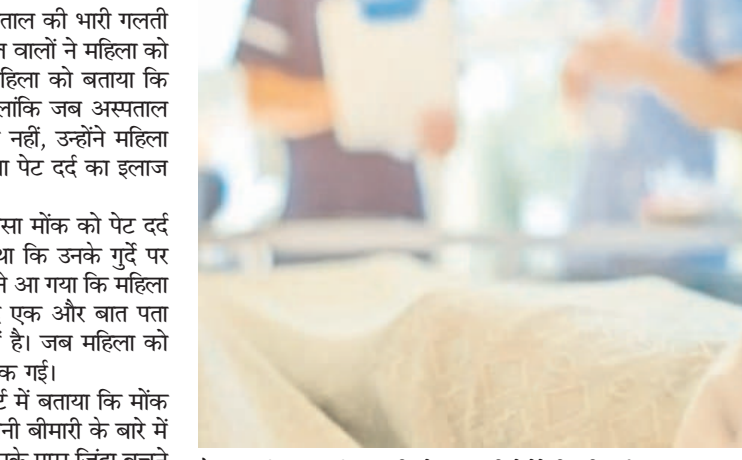 ताल की भारी गलती
वालों ने महिला को
हिला को बताया कि
लांकि जब अस्पताल
नहीं, उन्होंने महिला
पेट दर्द का इलाज
सा मोंक को पेट दर्द
कि उनके गुर्दे पर
आ गया कि महिला
एक और बात पता
है। जब महिला को
गई।
में बताया कि मोंक
नी बीमारी के बारे में